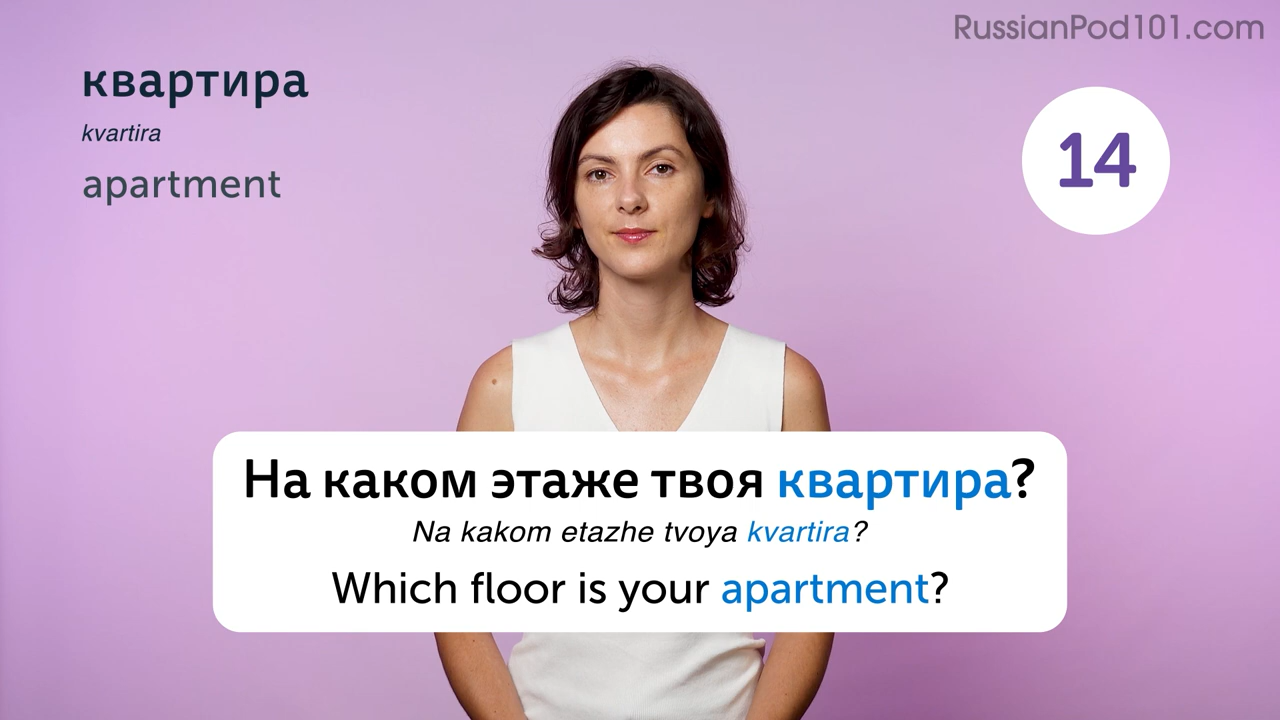 RussianPod101.com
квартира
kvartira
apartment
14
На каком этаже твоя квартира?
Na kakom etazhe tvoya kvartira?
Which floor is your apartment?